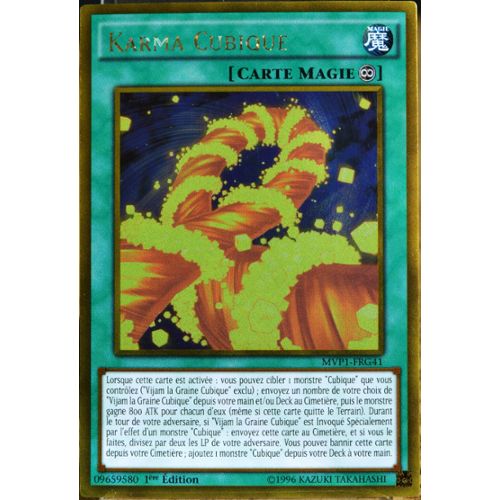 KARMA CUBIQUE
MAGIE
魔
[CARTE MAGIE]
MVP1-FRG41
Lorsque cette carte est activée : vous pouvez cibler 1 monstre "Cubique" que vous
contrôlez ("Vijam la Graine Cubique" exclu) ; envoyez un nombre de votre choix de
"Vijam la Graine Cubique" depuis votre main et/ou Deck au Cimetière, puis le monstre
gagne 800 ATK pour chacun d'eux (même si cette carte quitte le Terrain). Durant
le tour de votre adversaire, si "Vijam la Graine Cubique" est Invoqué Spécialement
par l'effet d'un monstre "Cubique" : envoyez cette carte au Cimetière, et si vous le
faites, divisez par deux les LP de votre adversaire. Vous pouvez bannir cette carte
depuis votre Cimetière ; ajoutez 1 monstre "Cubique" depuis votre Deck à votre main.
09659580 1ère Édition ©1996 KAZUKI TAKAHASHI